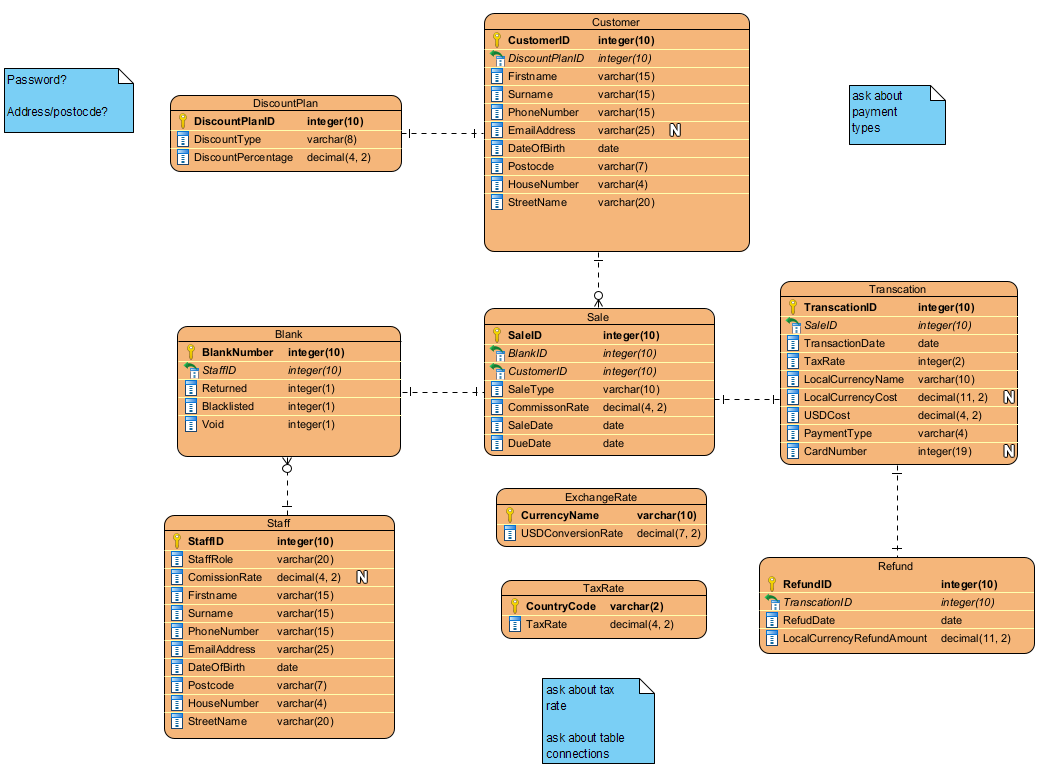 Customer
CustomerID integer(10)
DiscountPlanID integer(10)
Firstname varchar(15)
Surname varchar(15)
PhoneNumber varchar(15)
EmailAddress varchar(25) N
DateOfBirth date
Postocde varchar(7)
HouseNumber varchar(4)
StreetName varchar(20)
Password?
Address/postocde?
DiscountPlan
DiscountPlanID integer(10)
DiscountType varchar(8)
DiscountPercentage decimal(4, 2)
ask about
payment
types
Blank
BlankNumber integer(10)
StaffID integer(10)
Returned integer(1)
Blacklisted integer(1)
Void integer(1)
Sale
SaleID integer(10)
BlankID integer(10)
CustomerID integer(10)
SaleType varchar(10)
CommissonRate decimal(4, 2)
SaleDate date
DueDate date
Transcation
TranscationID integer(10)
SaleID integer(10)
TransactionDate date
TaxRate integer(2)
LocalCurrencyName varchar(10)
LocalCurrencyCost decimal(11, 2) N
USDCost decimal(4, 2)
PaymentType varchar(4)
CardNumber integer(19) N
Staff
StaffID integer(10)
StaffRole varchar(20)
ComissionRate decimal(4, 2) N
Firstname varchar(15)
Surname varchar(15)
PhoneNumber varchar(15)
EmailAddress varchar(25)
DateOfBirth date
Postcode varchar(7)
HouseNumber varchar(4)
StreetName varchar(20)
ExchangeRate
CurrencyName varchar(10)
USDConversionRate decimal(7, 2)
TaxRate
CountryCode varchar(2)
TaxRate decimal(4, 2)
Refund
RefundID integer(10)
TranscationID integer(10)
RefudDate date
LocalCurrencyRefundAmount decimal(11, 2)
ask about tax
rate
ask about table
connections